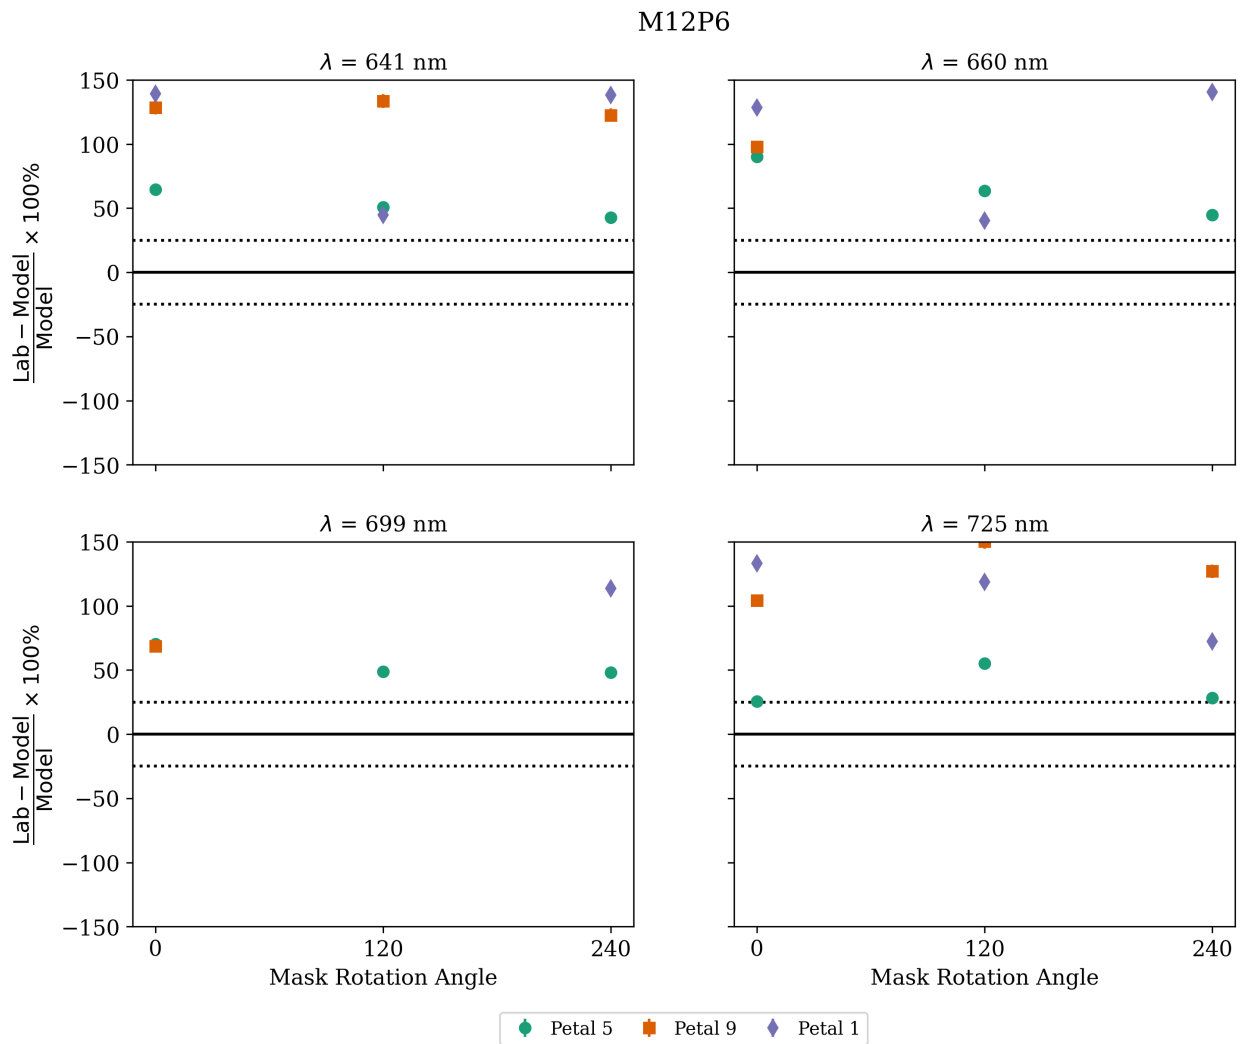 M12P6
λ = 641 nm
λ = 660 nm
150
100
50
0
−50
−100
−150
Lab − Model
Model
× 100%
λ = 699 nm
λ = 725 nm
150
100
50
0
−50
−100
−150
Lab − Model
Model
× 100%
0 120 240
0 120 240
Mask Rotation Angle
Mask Rotation Angle
Petal 5 Petal 9 Petal 1